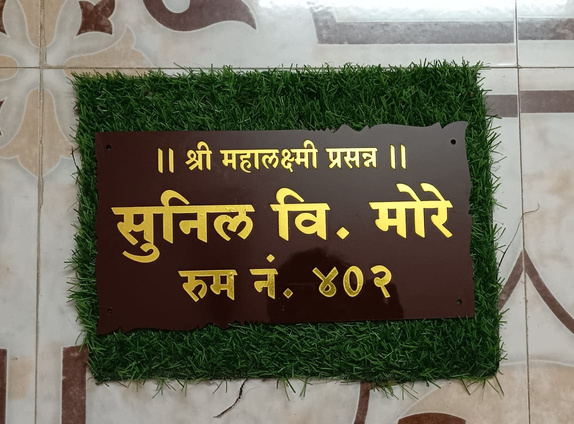 || श्री महालक्ष्मी प्रसन्न ||
सुनिल वि. मोरे
रुम नं. ४०२